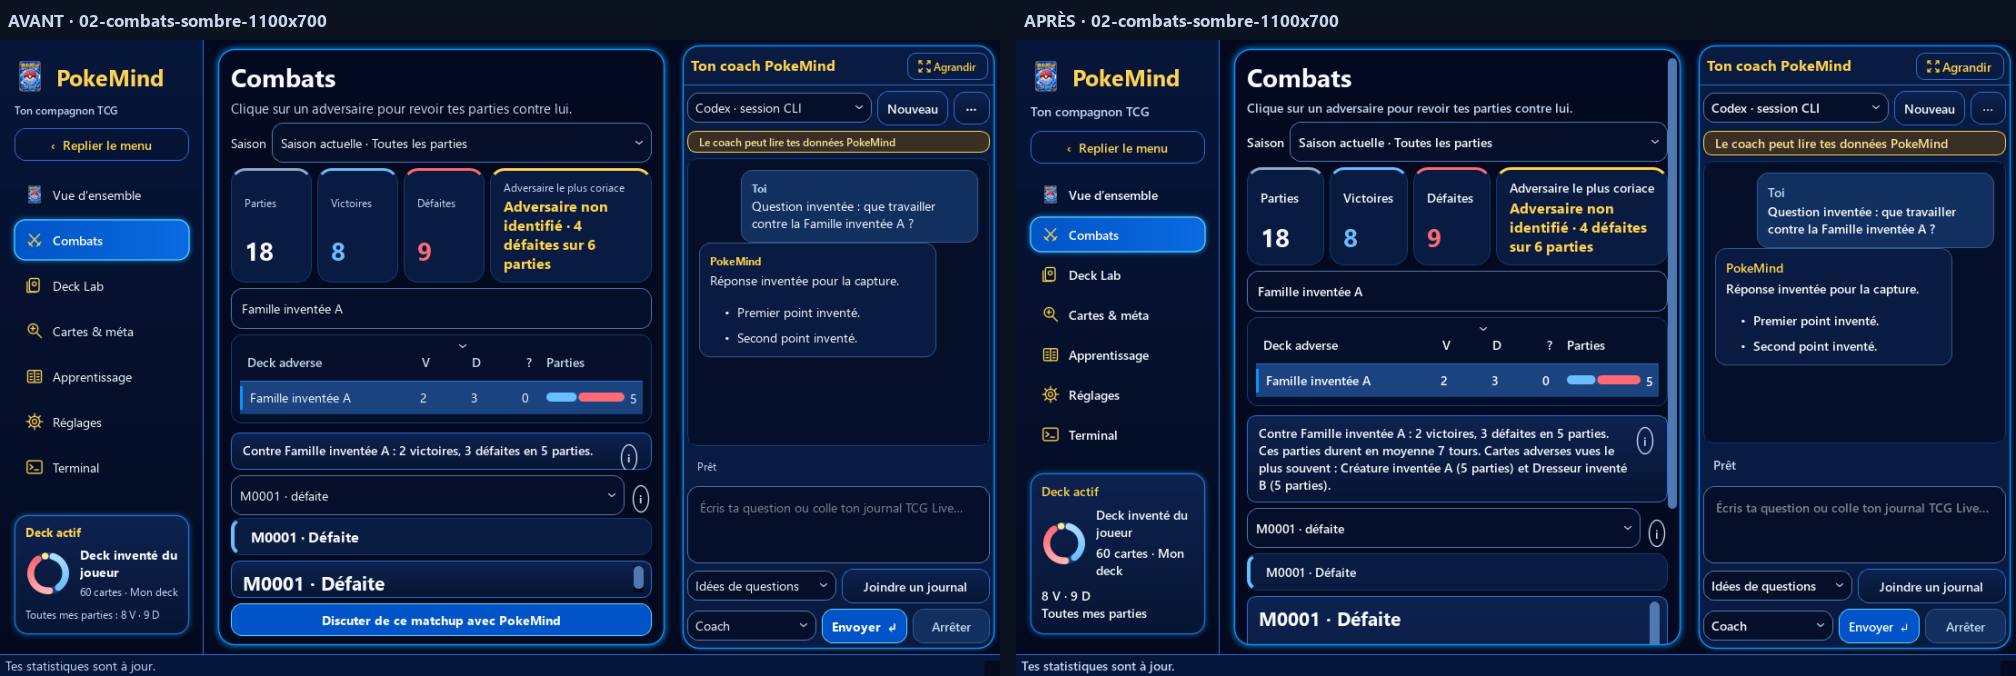 AVANT · 02-combats-sombre-1100x700
PokeMind
Ton compagnon TCG
‹ Replier le menu
Vue d'ensemble
Combats
Deck Lab
Cartes & méta
Apprentissage
Réglages
Terminal
Deck actif
Deck inventé du
joueur
60 cartes · Mon deck
Toutes mes parties : 8 V · 9 D
Combats
Clique sur un adversaire pour revoir tes parties contre lui.
Saison
Saison actuelle · Toutes les parties
Parties
18
Victoires
8
Défaites
9
Adversaire le plus coriace
Adversaire non
identifié · 4
défaites sur 6
parties
Famille inventée A
Deck adverse V D ? Parties
Famille inventée A 2 3 0 5
Contre Famille inventée A : 2 victoires, 3 défaites en 5 parties.
i
M0001 · défaite
i
M0001 · Défaite
M0001 · Défaite
Discuter de ce matchup avec PokeMind
Ton coach PokeMind
Agrandir
Codex · session CLI
Nouveau
...
Le coach peut lire tes données PokeMind
Toi
Question inventée : que travailler
contre la Famille inventée A ?
PokeMind
Réponse inventée pour la capture.
• Premier point inventé.
• Second point inventé.
Prêt
Écris ta question ou colle ton journal TCG Live...
Idées de questions
Joindre un journal
Coach
Envoyer ↲
Arrêter
Tes statistiques sont à jour.
APRÈS · 02-combats-sombre-1100x700
PokeMind
Ton compagnon TCG
‹ Replier le menu
Vue d'ensemble
Combats
Deck Lab
Cartes & méta
Apprentissage
Réglages
Terminal
Deck actif
Deck inventé du
joueur
60 cartes · Mon
deck
8 V · 9 D
Toutes mes parties
Combats
Clique sur un adversaire pour revoir tes parties contre lui.
Saison
Saison actuelle · Toutes les parties
Parties
18
Victoires
8
Défaites
9
Adversaire le plus coriace
Adversaire non
identifié · 4 défaites
sur 6 parties
Famille inventée A
Deck adverse V D ? Parties
Famille inventée A 2 3 0 5
Contre Famille inventée A : 2 victoires, 3 défaites en 5 parties.
Ces parties durent en moyenne 7 tours. Cartes adverses vues le
plus souvent : Créature inventée A (5 parties) et Dresseur inventé
B (5 parties).
i
M0001 · défaite
i
M0001 · Défaite
M0001 · Défaite
Ton coach PokeMind
Agrandir
Codex · session CLI
Nouveau
...
Le coach peut lire tes données PokeMind
Toi
Question inventée : que travailler
contre la Famille inventée A ?
PokeMind
Réponse inventée pour la capture.
• Premier point inventé.
• Second point inventé.
Prêt
Écris ta question ou colle ton journal TCG Live...
Idées de questions
Joindre un journal
Coach
Envoyer ↲
Arrêter
Tes statistiques sont à jour.